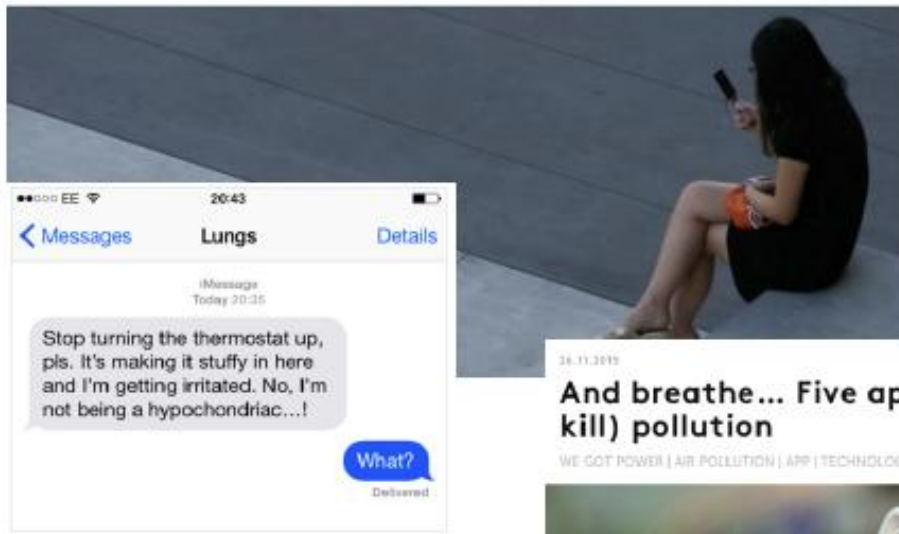 EE 20:43
Messages Lungs Details
iMessage
Today 20:35
Stop turning the thermostat up,
pls. It's making it stuffy in here
and I'm getting irritated. No, I'm
not being a hypochondriac...!
What?
Delivered
26.11.2015
And breathe... Five ap
kill) pollution
WE GOT POWER | AIR POLLUTION | APP | TECHNOLOG